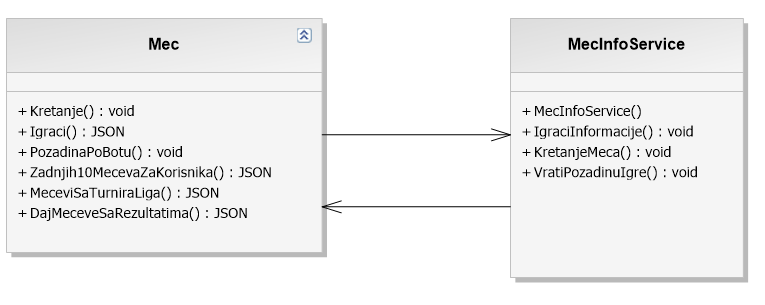 Mec
+ Kretanje() : void
+ Igraci() : JSON
+ PozadinaPoBotu() : void
+ Zadnjih10MecevaZaKorisnika() : JSON
+ MeceviSaTurniraLiga() : JSON
+ DajMeceveSaRezultatima() : JSON
MecInfoService
+ MecInfoService()
+ IgraciInformacije() : void
+ KretanjeMeca() : void
+ VratiPozadinuIgre() : void